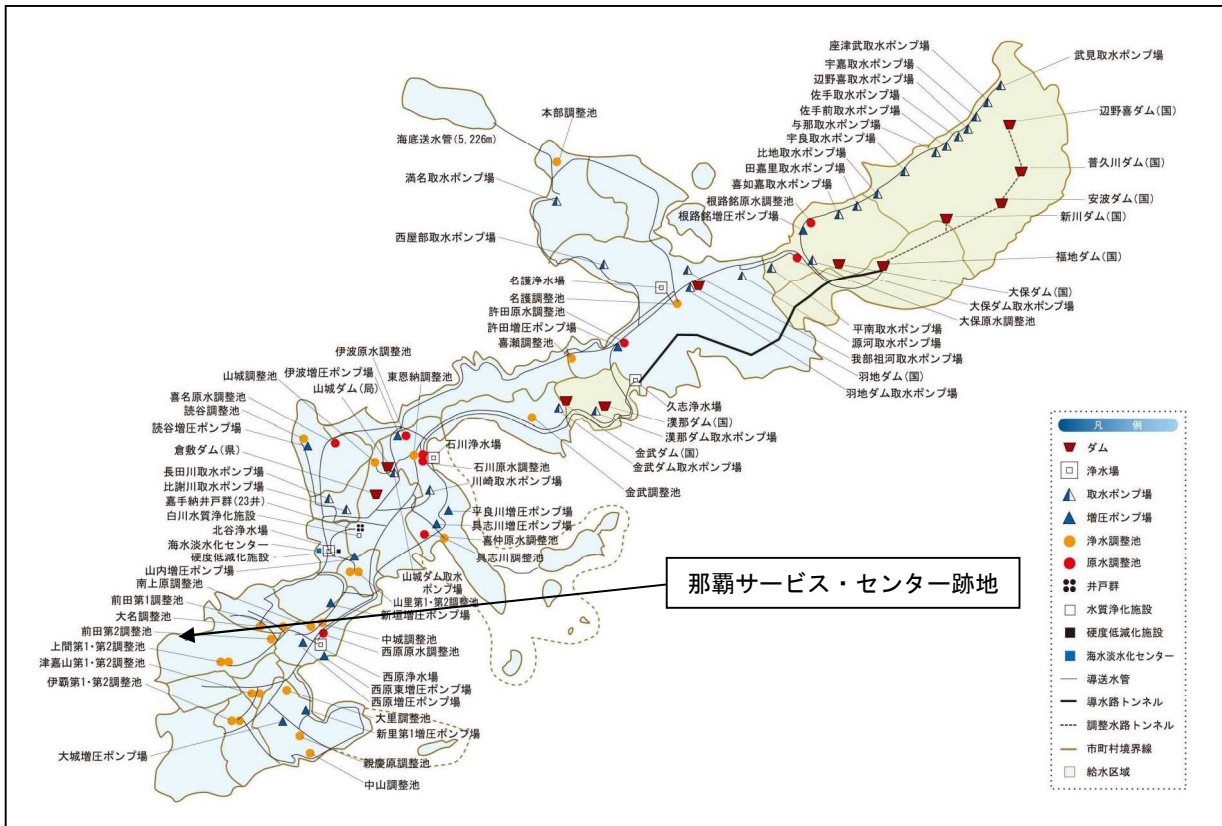 座津武取水ポンプ場
宇嘉取水ポンプ場
辺野喜取水ポンプ場
佐手取水ポンプ場
佐手前取水ポンプ場
与那取水ポンプ場
宇良取水ポンプ場
比地取水ポンプ場
田嘉里取水ポンプ場
喜如嘉取水ポンプ場
根路銘原水調整池
根路銘増圧ポンプ場
武見取水ポンプ場
辺野喜ダム(国)
普久川ダム(国)
安波ダム(国)
新川ダム(国)
福地ダム(国)
大保ダム(国)
大保ダム取水ポンプ場
大保原水調整池
平南取水ポンプ場
源河取水ポンプ場
我部祖河取水ポンプ場
羽地ダム(国)
羽地ダム取水ポンプ場
本部調整池
海底送水管(5,226m)
満名取水ポンプ場
西屋部取水ポンプ場
名護浄水場
名護調整池
許田原水調整池
許田増圧ポンプ場
喜瀬調整池
久志浄水場
漢那ダム(国)
漢那ダム取水ポンプ場
金武ダム(国)
金武ダム取水ポンプ場
金武調整池
伊波原水調整池
伊波増圧ポンプ場
東恩納調整池
山城調整池
山城ダム(局)
喜名原水調整池
読谷調整池
読谷増圧ポンプ場
倉敷ダム(県)
長田川取水ポンプ場
比謝川取水ポンプ場
嘉手納井戸群(23井)
白川水質浄化施設
北谷浄水場
海水淡水化センター
硬度低減化施設
山内増圧ポンプ場
南上原調整池
前田第1調整池
大名調整池
前田第2調整池
上間第1・第2調整池
津嘉山第1・第2調整池
伊覇第1・第2調整池
大城増圧ポンプ場
石川浄水場
石川原水調整池
川崎取水ポンプ場
平良川増圧ポンプ場
具志川増圧ポンプ場
喜仲原水調整池
具志川調整池
山城ダム取水
ポンプ場
山里第1・第2調整池
新垣増圧ポンプ場
中城調整池
西原原水調整池
西原浄水場
西原東増圧ポンプ場
西原増圧ポンプ場
大里調整池
新里第1増圧ポンプ場
親慶原調整池
中山調整池
那覇サービス・センター跡地
凡 例
ダム
浄水場
取水ポンプ場
増圧ポンプ場
浄水調整池
原水調整池
井戸群
水質浄化施設
硬度低減化施設
海水淡水化センター
導送水管
導水路トンネル
調整水路トンネル
市町村境界線
給水区域